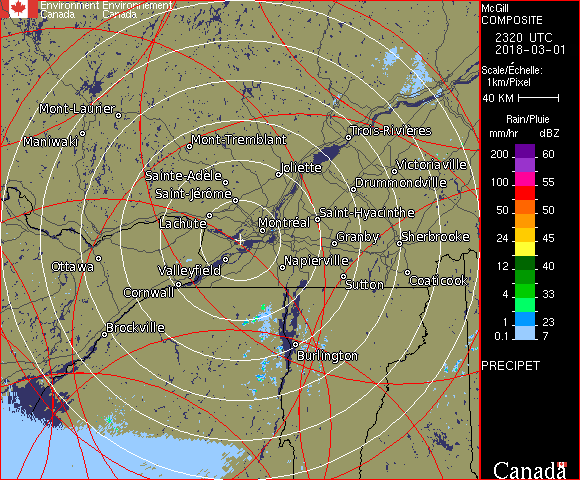 Environment Environnement
Canada Canada
McGill
COMPOSITE
2320 UTC
2018-03-01
Scale/Échelle:
1km/Pixel
40 KM
Rain/Pluie
mm/hr dBZ
200 60
150 57
100 55
50 50
24 45
12 40
4 33
1 23
0.1 7
PRECIPET
Mont-Laurier
Maniwaki
Mont-Tremblant
Trois-Rivières
Joliette
Victoriaville
Sainte-Adèle
Drummondville
Saint-Jérôme
Saint-Hyacinthe
Lachute
Montréal
Granby
Sherbrooke
Ottawa
Valleyfield
Napierville
Cornwall
Sutton
Coaticook
Brockville
Burlington
Canada